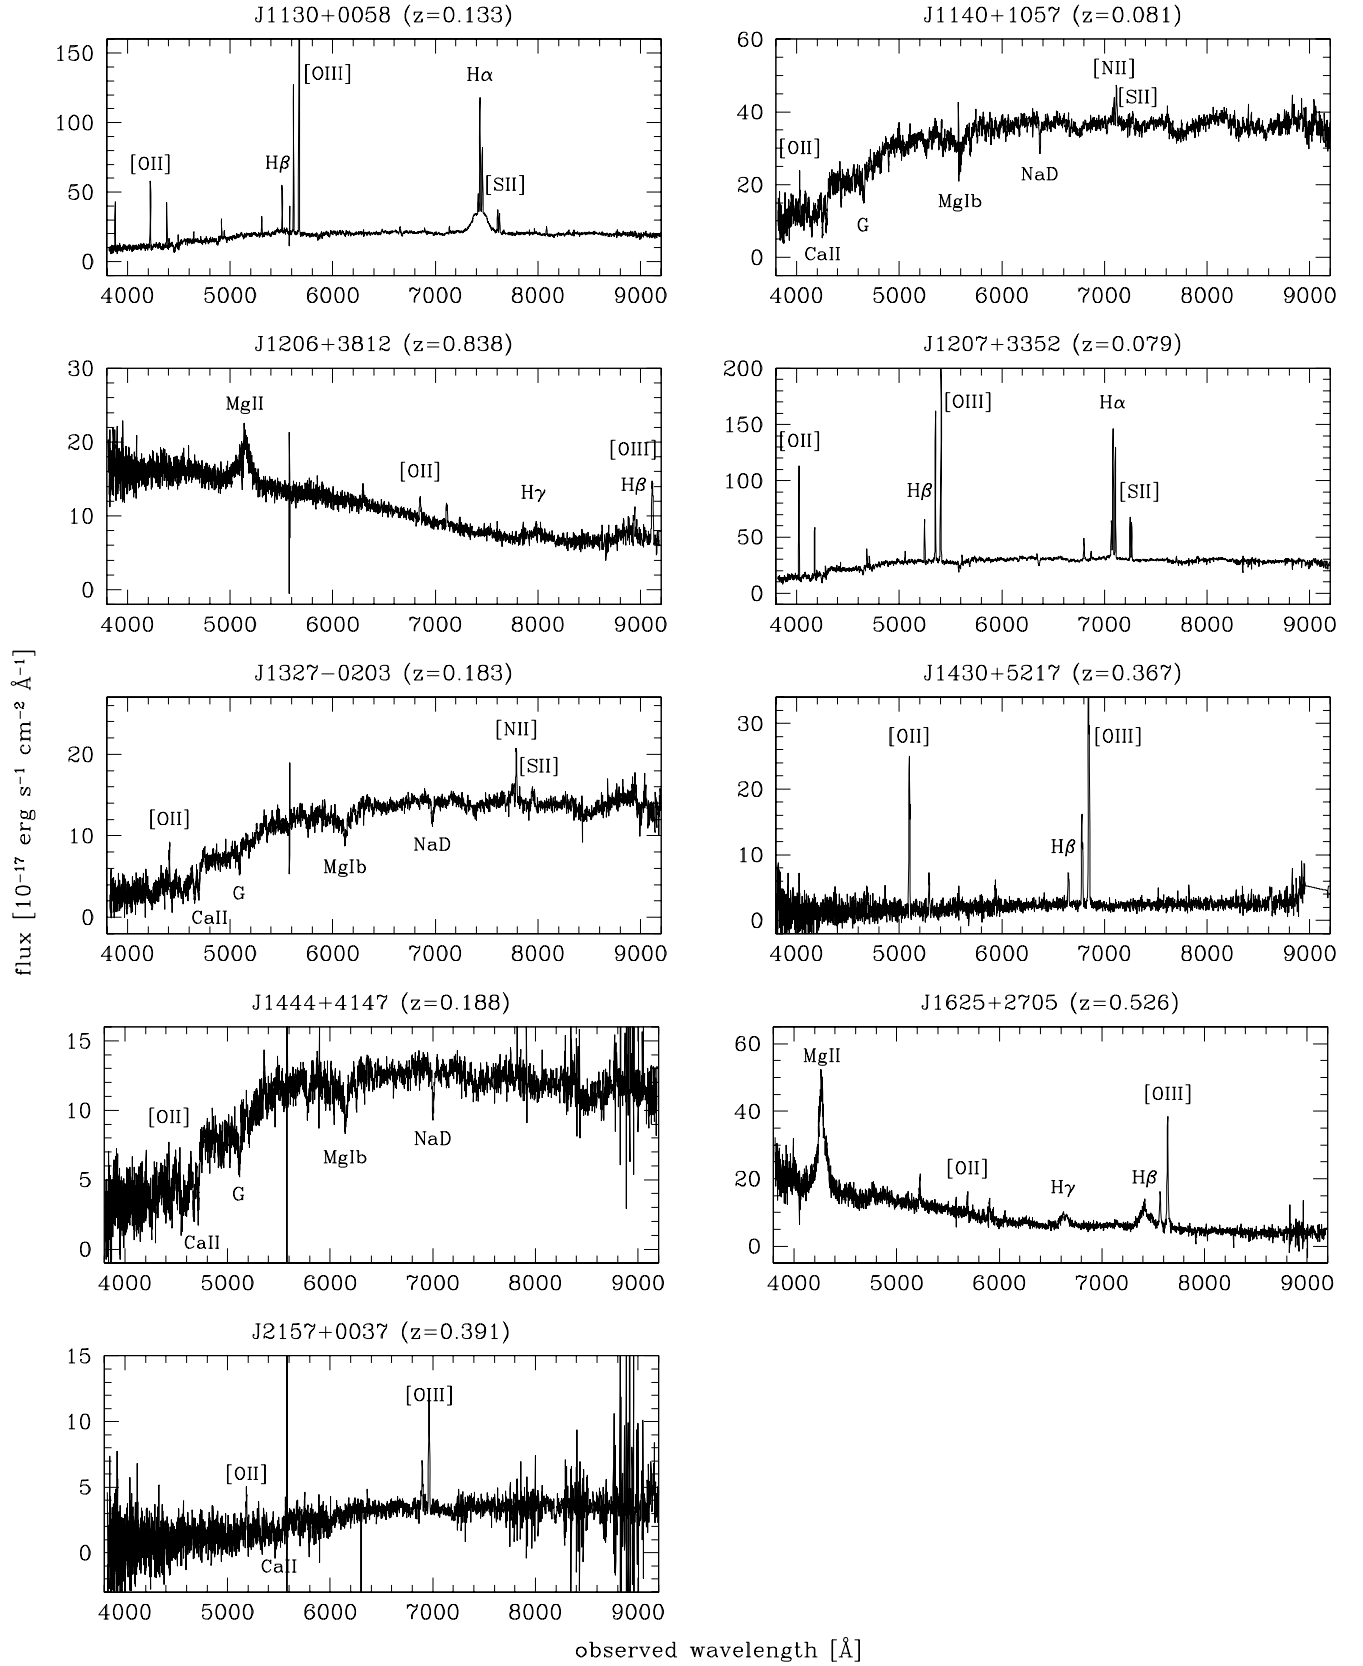 J1130+0058 (z=0.133)
150
100
50
0
[OII]
Hβ
[OIII]
Hα
[SII]
4000 5000 6000 7000 8000 9000
J1140+1057 (z=0.081)
60
40
20
0
[OII]
CaII
G
MgIb
NaD
[NII]
[SII]
4000 5000 6000 7000 8000 9000
J1206+3812 (z=0.838)
30
20
10
0
MgII
[OII]
Hγ
[OIII]
Hβ
4000 5000 6000 7000 8000 9000
J1207+3352 (z=0.079)
200
150
100
50
0
[OII]
Hβ
[OIII]
Hα
[SII]
4000 5000 6000 7000 8000 9000
flux [10⁻¹⁷ erg s⁻¹ cm⁻² Å⁻¹]
J1327−0203 (z=0.183)
20
10
0
[OII]
CaII
G
MgIb
NaD
[NII]
[SII]
4000 5000 6000 7000 8000 9000
J1430+5217 (z=0.367)
30
20
10
0
[OII]
Hβ
[OIII]
4000 5000 6000 7000 8000 9000
J1444+4147 (z=0.188)
15
10
5
0
[OII]
CaII
G
MgIb
NaD
4000 5000 6000 7000 8000 9000
J1625+2705 (z=0.526)
60
40
20
0
MgII
[OII]
Hγ
Hβ
[OIII]
4000 5000 6000 7000 8000 9000
J2157+0037 (z=0.391)
15
10
5
0
[OII]
CaII
[OIII]
4000 5000 6000 7000 8000 9000
observed wavelength [Å]